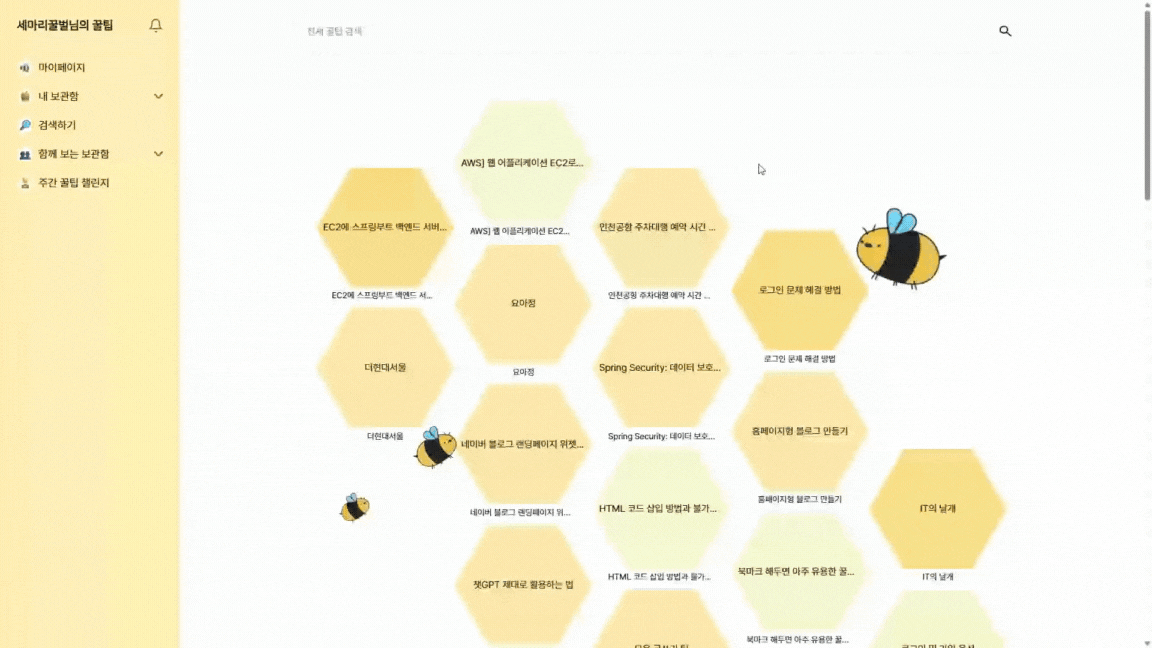 세마리꿀벌님의 꿀팁
마이페이지
내 보관함
검색하기
함께 보는 보관함
주간 꿀팁 챌린지
전체 꿀팁 검색
AWS] 웹 어플리케이션 EC2로...
AWS] 웹 어플리케이션 EC2...
EC2에 스프링부트 백엔드 서버...
EC2에 스프링부트 백엔드 서...
인천공항 주차대행 예약 시간 ...
인천공항 주차대행 예약 시간 ...
로그인 문제 해결 방법
로그인 문제 해결 방법
요아정
요아정
더현대서울
더현대서울
Spring Security: 데이터 보호...
Spring Security: 데이터 보호...
홈페이지형 블로그 만들기
홈페이지형 블로그 만들기
네이버 블로그 랜딩페이지 위젯...
네이버 블로그 랜딩페이지 위...
HTML 코드 삽입 방법과 불가...
HTML 코드 삽입 방법과 불가...
IT의 날개
IT의 날개
북마크 해두면 아주 유용한 꿀...
북마크 해두면 아주 유용한 꿀...
챗GPT 제대로 활용하는 법